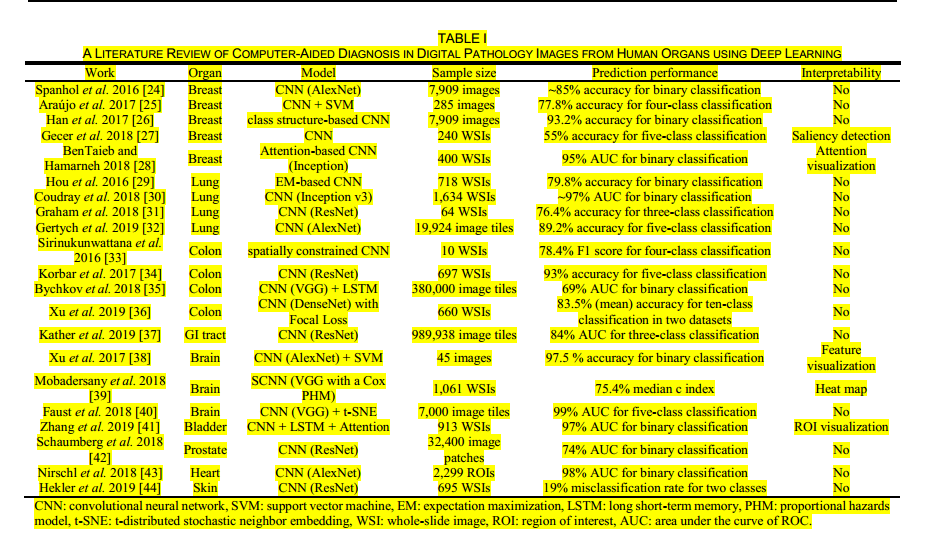 TABLE I
A LITERATURE REVIEW OF COMPUTER-AIDED DIAGNOSIS IN DIGITAL PATHOLOGY IMAGES FROM HUMAN ORGANS USING DEEP LEARNING
Work Organ Model Sample size Prediction performance Interpretability
Spanhol et al. 2016 [24] Breast CNN (AlexNet) 7,909 images ~85% accuracy for binary classification No
Araújo et al. 2017 [25] Breast CNN + SVM 285 images 77.8% accuracy for four-class classification No
Han et al. 2017 [26] Breast class structure-based CNN 7,909 images 93.2% accuracy for binary classification No
Gecer et al. 2018 [27] Breast CNN 240 WSIs 55% accuracy for five-class classification Saliency detection
BenTaieb and Hamarneh 2018 [28] Breast Attention-based CNN (Inception) 400 WSIs 95% AUC for binary classification Attention visualization
Hou et al. 2016 [29] Lung EM-based CNN 718 WSIs 79.8% accuracy for binary classification No
Coudray et al. 2018 [30] Lung CNN (Inception v3) 1,634 WSIs ~97% AUC for binary classification No
Graham et al. 2018 [31] Lung CNN (ResNet) 64 WSIs 76.4% accuracy for three-class classification No
Gertych et al. 2019 [32] Lung CNN (AlexNet) 19,924 image tiles 89.2% accuracy for five-class classification No
Sirinukunwattana et al. 2016 [33] Colon spatially constrained CNN 10 WSIs 78.4% F1 score for four-class classification No
Korbar et al. 2017 [34] Colon CNN (ResNet) 697 WSIs 93% accuracy for five-class classification No
Bychkov et al. 2018 [35] Colon CNN (VGG) + LSTM 380,000 image tiles 69% AUC for binary classification No
Xu et al. 2019 [36] Colon CNN (DenseNet) with Focal Loss 660 WSIs 83.5% (mean) accuracy for ten-class classification in two datasets No
Kather et al. 2019 [37] GI tract CNN (ResNet) 989,938 image tiles 84% AUC for three-class classification No
Xu et al. 2017 [38] Brain CNN (AlexNet) + SVM 45 images 97.5 % accuracy for binary classification Feature visualization
Mobadersany et al. 2018 [39] Brain SCNN (VGG with a Cox PHM) 1,061 WSIs 75.4% median c index Heat map
Faust et al. 2018 [40] Brain CNN (VGG) + t-SNE 7,000 image tiles 99% AUC for five-class classification No
Zhang et al. 2019 [41] Bladder CNN + LSTM + Attention 913 WSIs 97% AUC for binary classification ROI visualization
Schaumberg et al. 2018 [42] Prostate CNN (ResNet) 32,400 image patches 74% AUC for binary classification No
Nirschl et al. 2018 [43] Heart CNN (AlexNet) 2,299 ROIs 98% AUC for binary classification No
Hekler et al. 2019 [44] Skin CNN (ResNet) 695 WSIs 19% misclassification rate for two classes No
CNN: convolutional neural network, SVM: support vector machine, EM: expectation maximization, LSTM: long short-term memory, PHM: proportional hazards
model, t-SNE: t-distributed stochastic neighbor embedding, WSI: whole-slide image, ROI: region of interest, AUC: area under the curve of ROC.